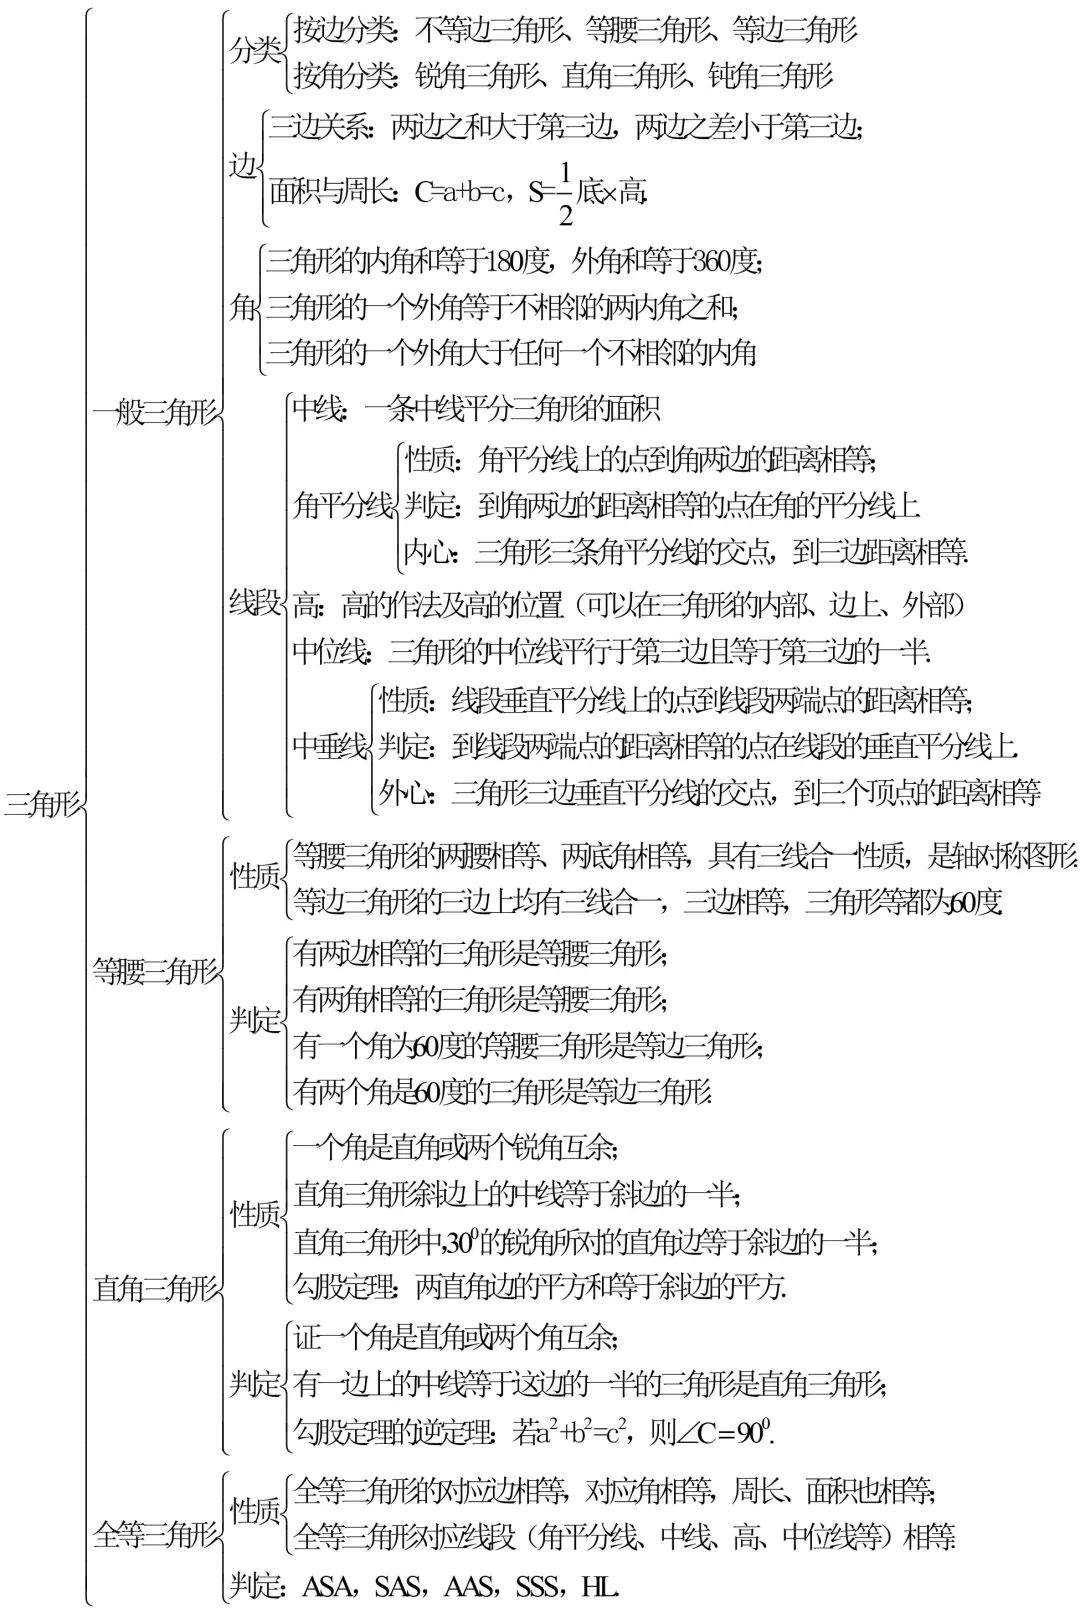 三角形
一般三角形
分类
按边分类：不等边三角形、等腰三角形、等边三角形
按角分类：锐角三角形、直角三角形、钝角三角形
边
三边关系：两边之和大于第三边，两边之差小于第三边；
面积与周长：C=a+b=c，S=1/2底×高.
角
三角形的内角和等于180度，外角和等于360度；
三角形的一个外角等于不相邻的两内角之和；
三角形的一个外角大于任何一个不相邻的内角
线段
中线：一条中线平分三角形的面积
角平分线
性质：角平分线上的点到角两边的距离相等；
判定：到角两边的距离相等的点在角的平分线上.
内心：三角形三条角平分线的交点，到三边距离相等.
高：高的作法及高的位置（可以在三角形的内部、边上、外部）
中位线：三角形的中位线平行于第三边且等于第三边的一半.
中垂线
性质：线段垂直平分线上的点到线段两端点的距离相等；
判定：到线段两端点的距离相等的点在线段的垂直平分线上.
外心：三角形三边垂直平分线的交点，到三个顶点的距离相等
等腰三角形
性质
等腰三角形的两腰相等、两底角相等，具有三线合一性质，是轴对称图形.
等边三角形的三边上均有三线合一，三边相等，三角形等都为60度.
判定
有两边相等的三角形是等腰三角形；
有两角相等的三角形是等腰三角形；
有一个角为60度的等腰三角形是等边三角形；
有两个角是60度的三角形是等边三角形.
直角三角形
性质
一个角是直角或两个锐角互余；
直角三角形斜边上的中线等于斜边的一半；
直角三角形中,30⁰的锐角所对的直角边等于斜边的一半；
勾股定理：两直角边的平方和等于斜边的平方.
判定
证一个角是直角或两个角互余；
有一边上的中线等于这边的一半的三角形是直角三角形；
勾股定理的逆定理：若a²+b²=c²，则∠C=90⁰.
全等三角形
性质
全等三角形的对应边相等，对应角相等，周长、面积也相等；
全等三角形对应线段（角平分线、中线、高、中位线等）相等.
判定：ASA，SAS，AAS，SSS，HL.